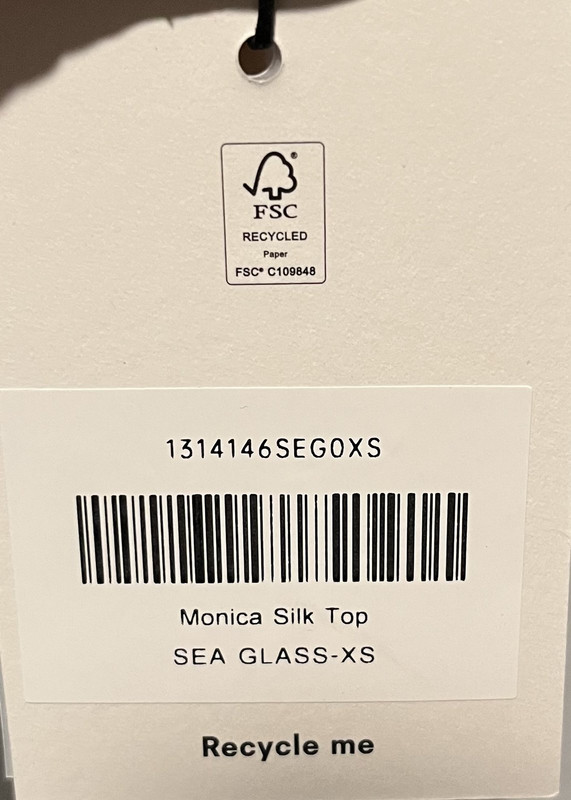 FSC®
RECYCLED
Paper
FSC® C109848
1314146SEG0XS
Monica Silk Top
SEA GLASS-XS
Recycle me